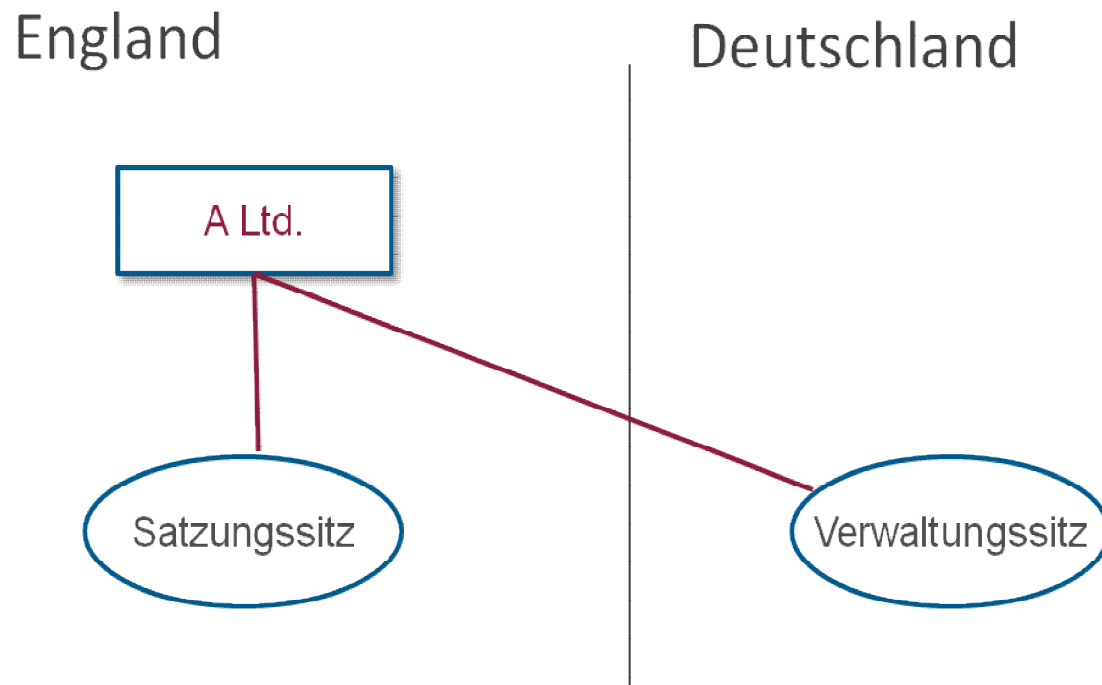 England
Deutschland
A Ltd.
Satzungssitz
Verwaltungssitz